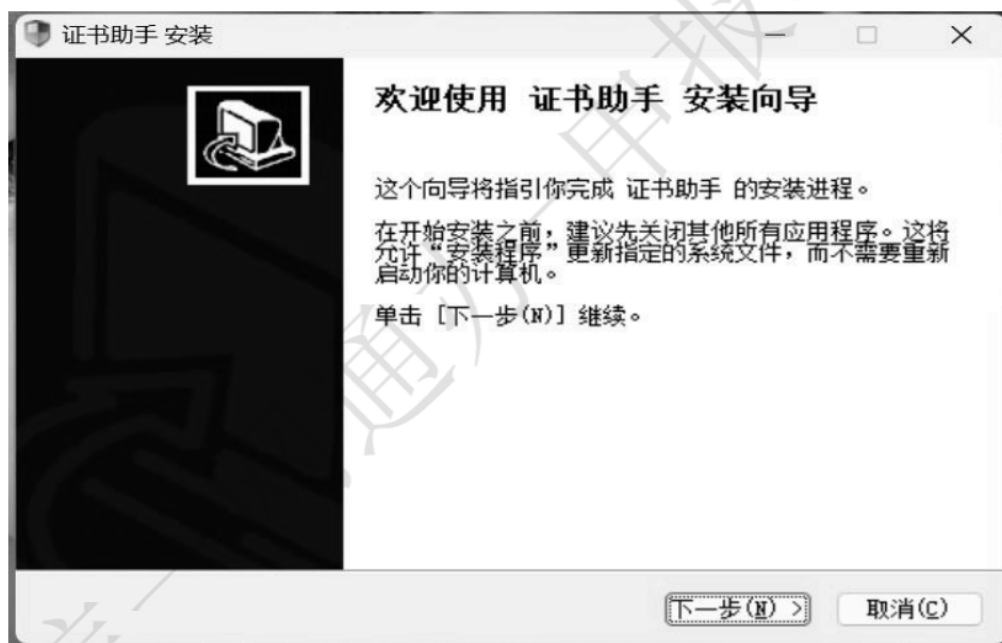 证书助手 安装
欢迎使用 证书助手 安装向导
这个向导将指引你完成 证书助手 的安装进程。
在开始安装之前，建议先关闭其他所有应用程序。这将
允许“安装程序”更新指定的系统文件，而不需要重新
启动你的计算机。
单击 [下一步(N)] 继续。
下一步(N) >
取消(C)